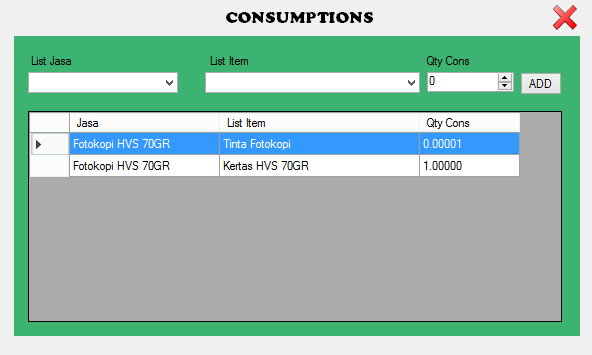 CONSUMPTIONS
List Jasa List Item Qty Cons
0 ADD
Jasa List Item Qty Cons
Fotokopi HVS 70GR Tinta Fotokopi 0.00001
Fotokopi HVS 70GR Kertas HVS 70GR 1.00000